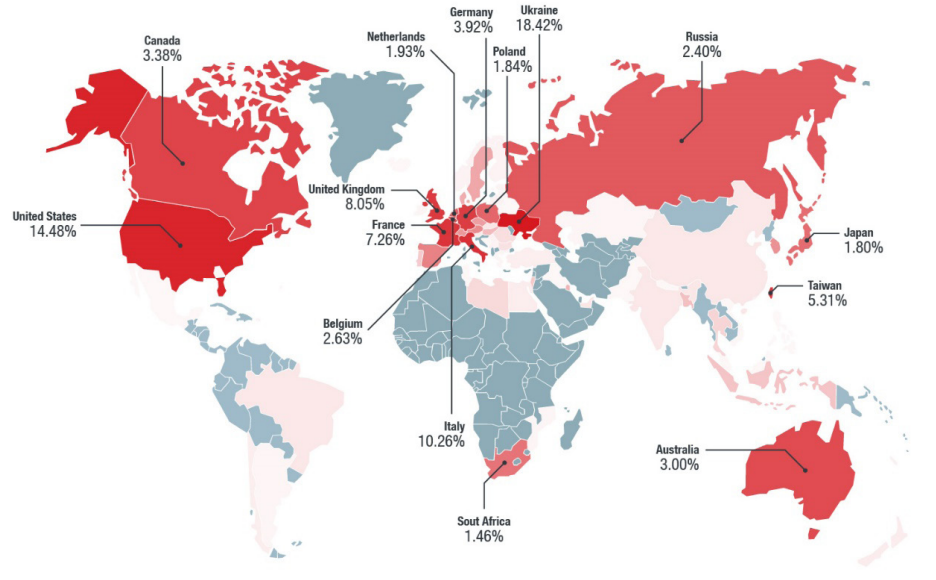 Canada
3.38%
Netherlands
1.93%
Germany
3.92%
Ukraine
18.42%
Poland
1.84%
Russia
2.40%
United Kingdom
8.05%
United States
14.48%
France
7.26%
Japan
1.80%
Taiwan
5.31%
Belgium
2.63%
Italy
10.26%
Australia
3.00%
Sout Africa
1.46%